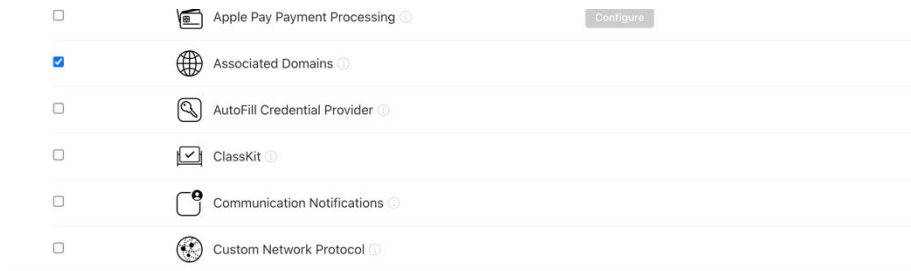 Apple Pay Payment Processing
Configure
Associated Domains
AutoFill Credential Provider
ClassKit
Communication Notifications
Custom Network Protocol